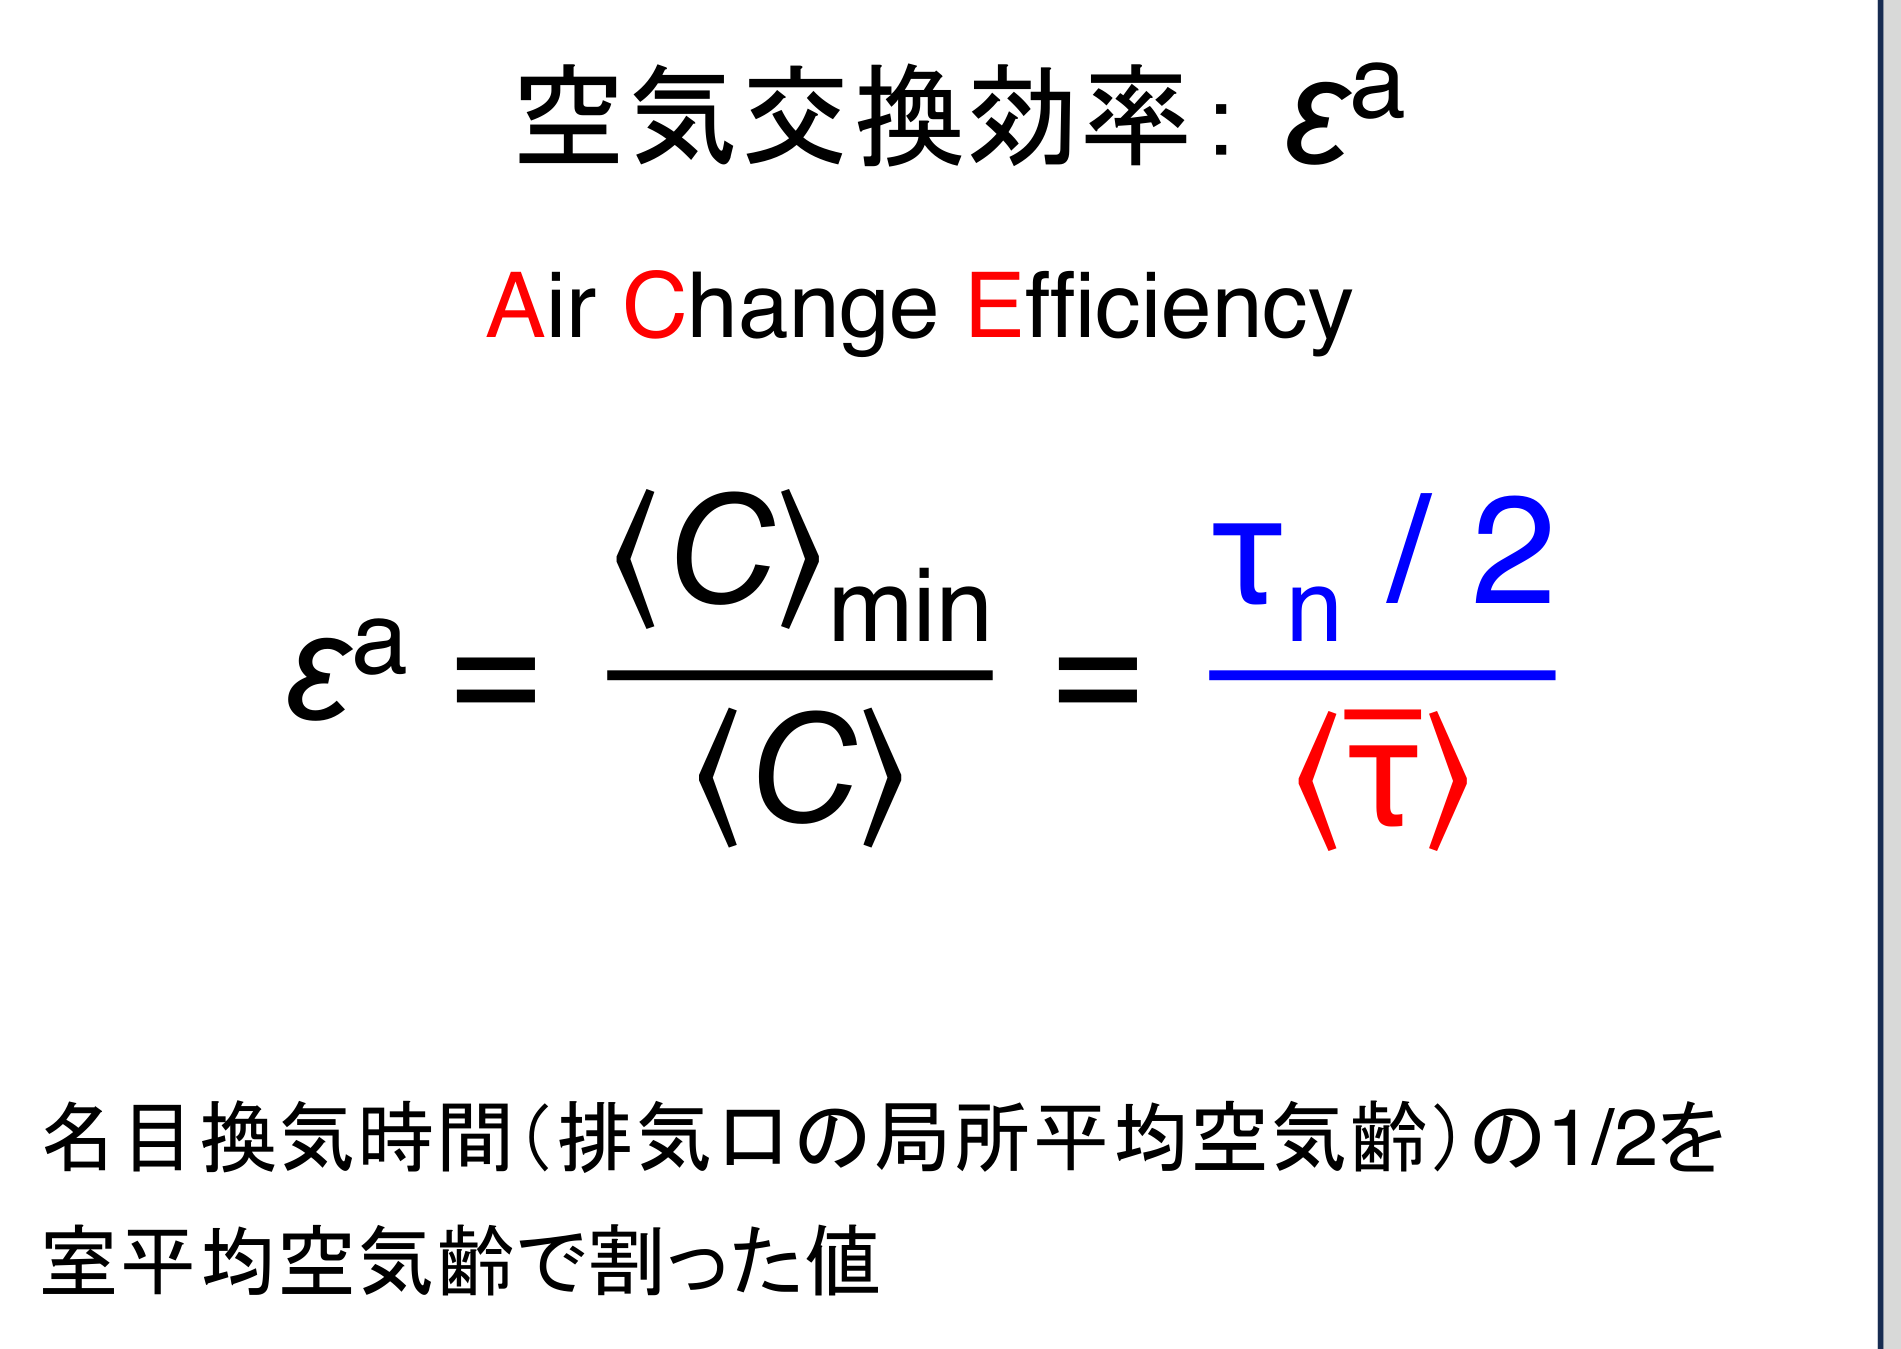 空気交換効率：εᵃ
Air Change Efficiency
εᵃ = ⟨C⟩min / ⟨C⟩ = (τn / 2) / ⟨τ̄⟩
名目換気時間（排気口の局所平均空気齢）の1/2を
室平均空気齢で割った値